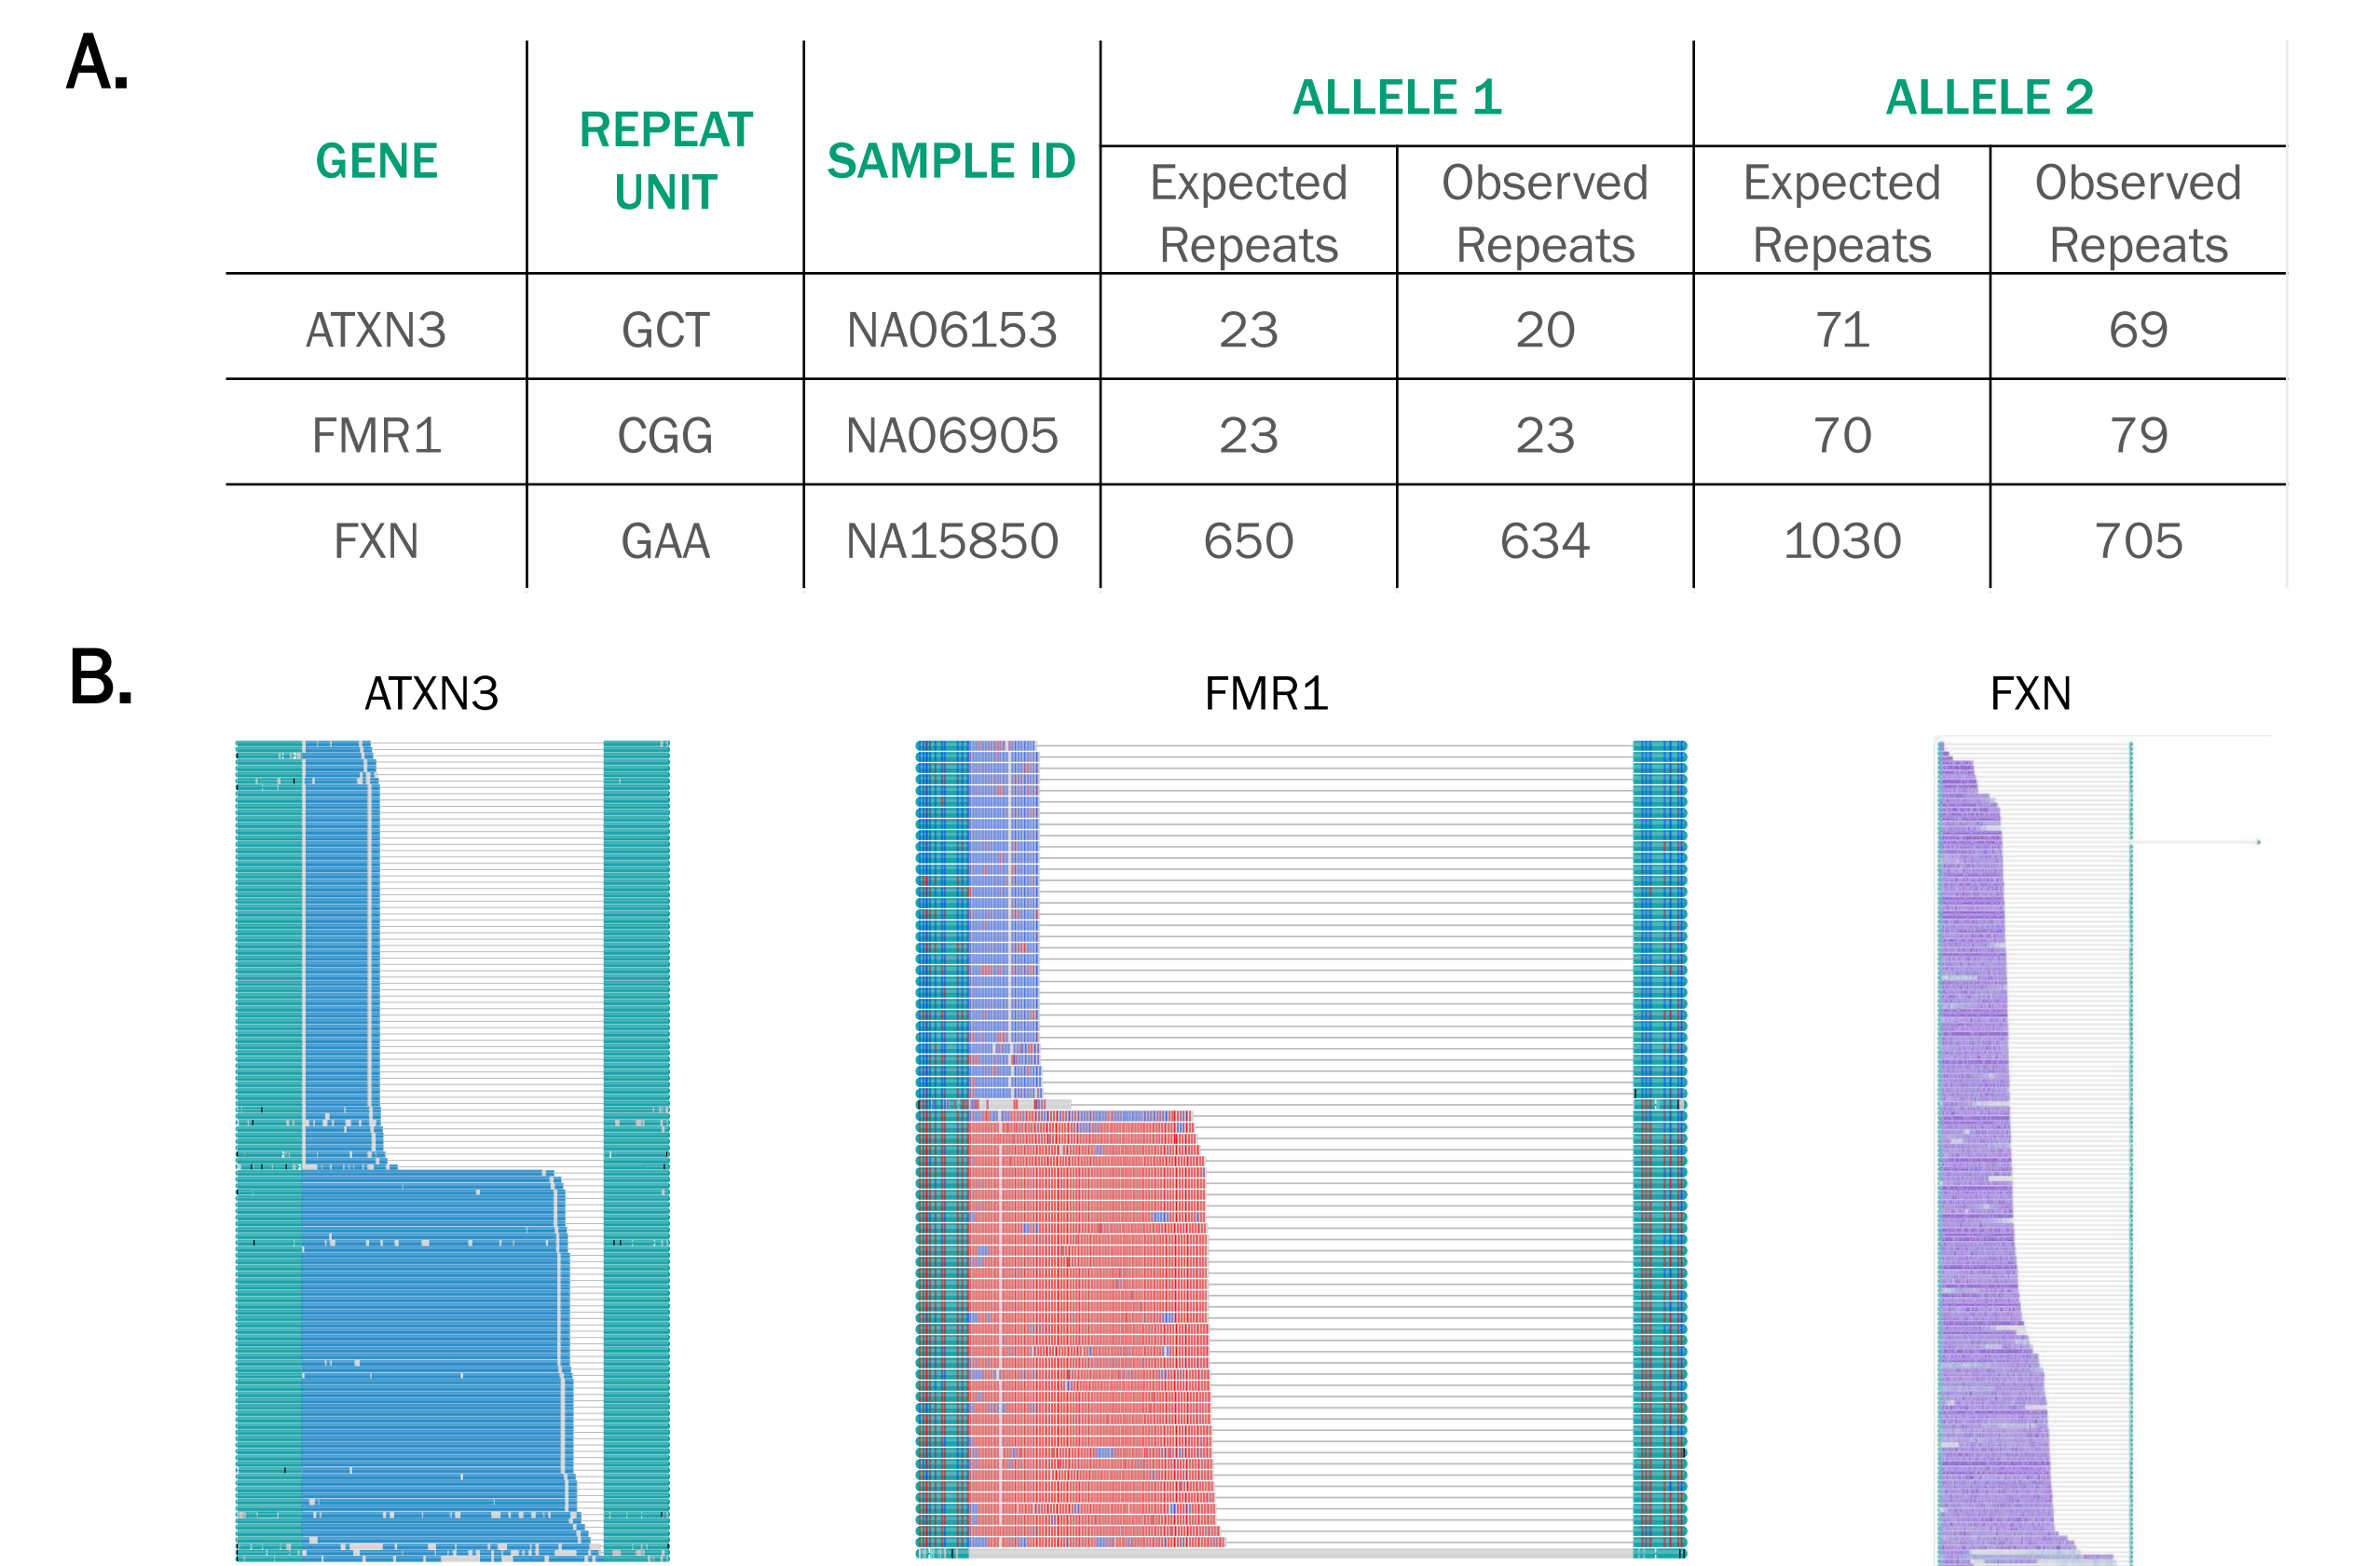 A.
GENE
REPEAT UNIT
SAMPLE ID
ALLELE 1
ALLELE 2
Expected Repeats
Observed Repeats
Expected Repeats
Observed Repeats
ATXN3 GCT NA06153 23 20 71 69
FMR1 CGG NA06905 23 23 70 79
FXN GAA NA15850 650 634 1030 705
B.
ATXN3 FMR1 FXN